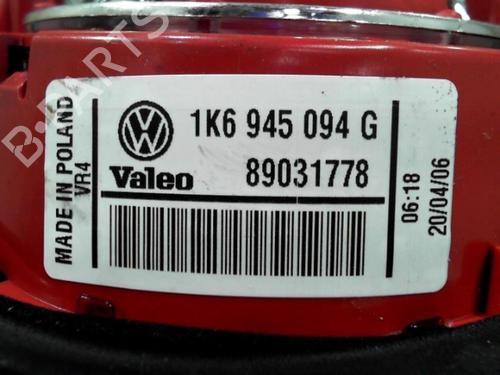 1K6 945 094 G
Valeo 89031778
MADE IN POLAND
VR4
06:18
20/04/06
B-PARTS